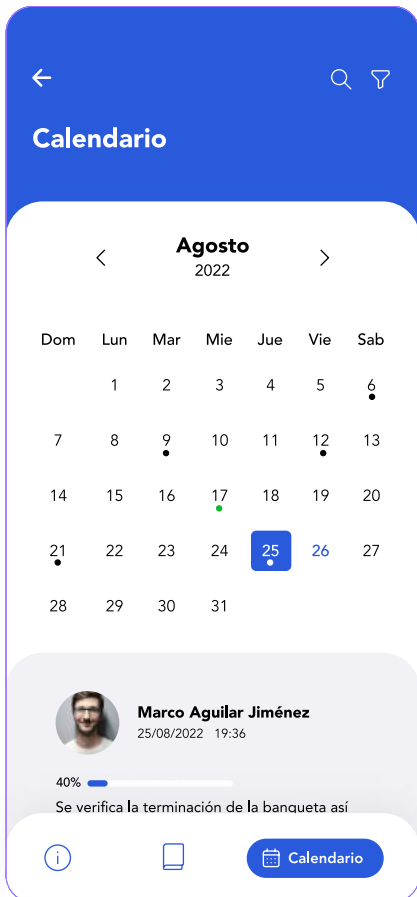 Calendario
Agosto
2022
Dom Lun Mar Mie Jue Vie Sab
1 2 3 4 5 6
7 8 9 10 11 12 13
14 15 16 17 18 19 20
21 22 23 24 25 26 27
28 29 30 31
Marco Aguilar Jiménez
25/08/2022 19:36
40%
Se verifica la terminación de la banqueta así
Calendario